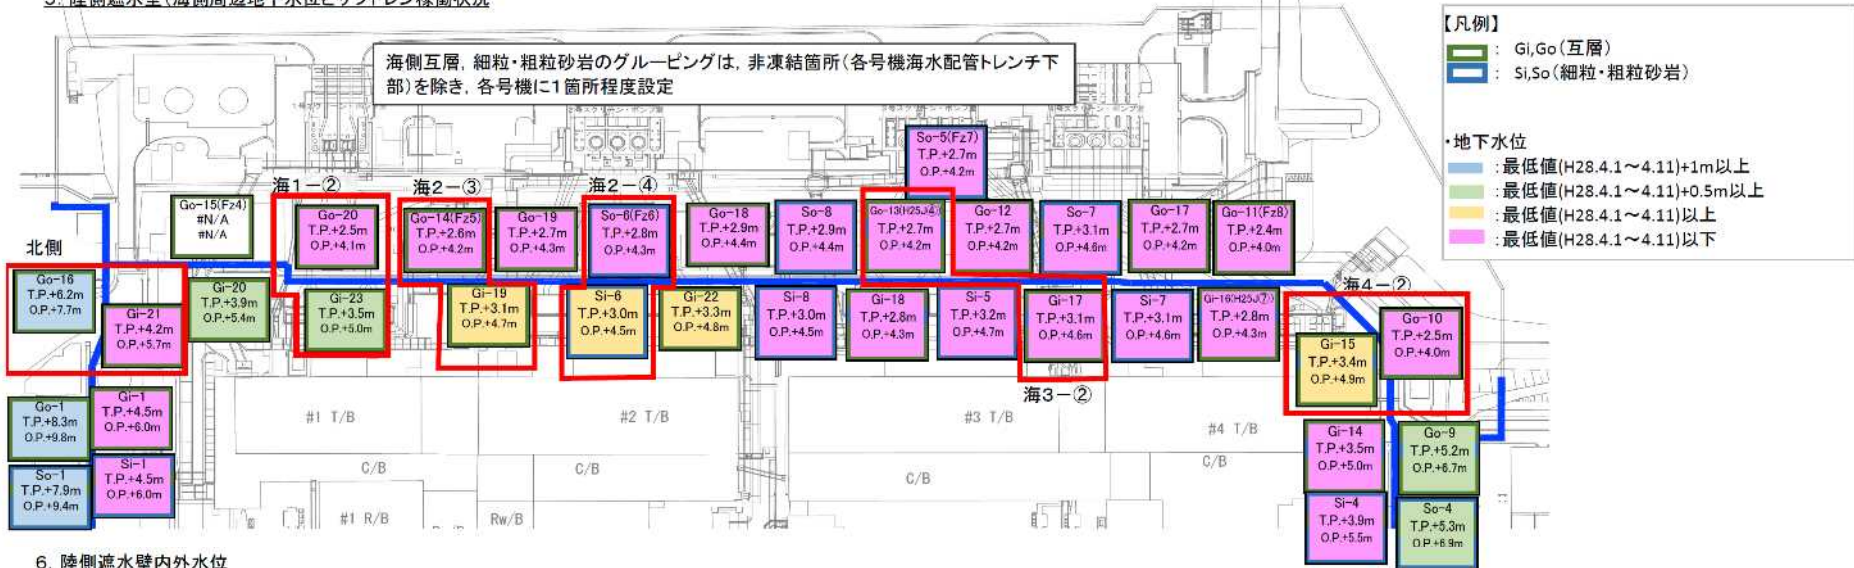 海側互層，細粒・粗粒砂岩のグルーピングは，非凍結箇所（各号機海水配管トレンチ下
部）を除き，各号機に1箇所程度設定
【凡例】
： Gi,Go（互層）
： Si,So（細粒・粗粒砂岩）
・地下水位
：最低値(H28.4.1～4.11)+1m以上
：最低値(H28.4.1～4.11)+0.5m以上
：最低値(H28.4.1～4.11)以上
：最低値(H28.4.1～4.11)以下
So-5(Fz7)
T.P.+2.7m
O.P.+4.2m
海1－②
海2－③
海2－④
Go-15(Fz4)
#N/A
#N/A
Go-20
T.P.+2.5m
O.P.+4.1m
Go-14(Fz5)
T.P.+2.6m
O.P.+4.2m
Go-19
T.P.+2.7m
O.P.+4.3m
So-6(Fz6)
T.P.+2.8m
O.P.+4.3m
Go-18
T.P.+2.9m
O.P.+4.4m
So-8
T.P.+2.9m
O.P.+4.4m
Go-13(H25J④)
T.P.+2.7m
O.P.+4.2m
Go-12
T.P.+2.7m
O.P.+4.2m
So-7
T.P.+3.1m
O.P.+4.6m
Go-17
T.P.+2.7m
O.P.+4.2m
Go-11(Fz8)
T.P.+2.4m
O.P.+4.0m
北側
海4－②
Go-16
T.P.+6.2m
O.P.+7.7m
Gi-21
T.P.+4.2m
O.P.+5.7m
Gi-20
T.P.+3.9m
O.P.+5.4m
Gi-23
T.P.+3.5m
O.P.+5.0m
Gi-19
T.P.+3.1m
O.P.+4.7m
Si-6
T.P.+3.0m
O.P.+4.5m
Gi-22
T.P.+3.3m
O.P.+4.8m
Si-8
T.P.+3.0m
O.P.+4.5m
Gi-18
T.P.+2.8m
O.P.+4.3m
Si-5
T.P.+3.2m
O.P.+4.7m
Gi-17
T.P.+3.1m
O.P.+4.6m
Si-7
T.P.+3.1m
O.P.+4.6m
Gi-16(H25J⑦)
T.P.+2.8m
O.P.+4.3m
Gi-15
T.P.+3.4m
O.P.+4.9m
Go-10
T.P.+2.5m
O.P.+4.0m
海3－②
Go-1
T.P.+8.3m
O.P.+9.8m
Gi-1
T.P.+4.5m
O.P.+6.0m
#1 T/B
#2 T/B
#3 T/B
#4 T/B
Gi-14
T.P.+3.5m
O.P.+5.0m
Go-9
T.P.+5.2m
O.P.+6.7m
So-1
T.P.+7.9m
O.P.+9.4m
Si-1
T.P.+4.5m
O.P.+6.0m
C/B
C/B
C/B
C/B
#1 R/B
Rw/B
Si-4
T.P.+3.9m
O.P.+5.5m
So-4
T.P.+5.3m
O.P.+6.9m
6. 陸側遮水壁内外水位